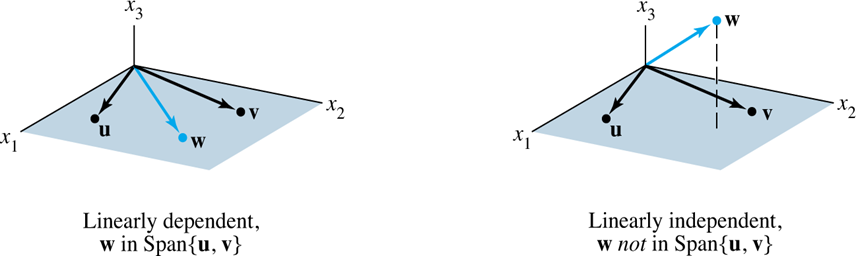 x₃
x₂
x₁
u
v
w
Linearly dependent,
w in Span{u, v}
x₃
x₂
x₁
w
u
v
Linearly independent,
w not in Span{u, v}